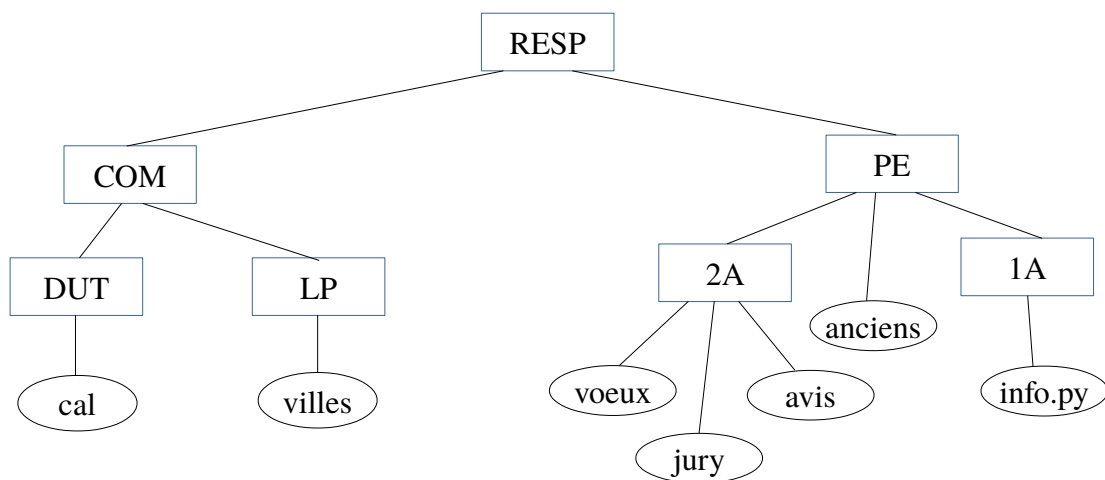 RESP
COM
PE
DUT
LP
2A
1A
anciens
cal
villes
voeux
avis
info.py
jury